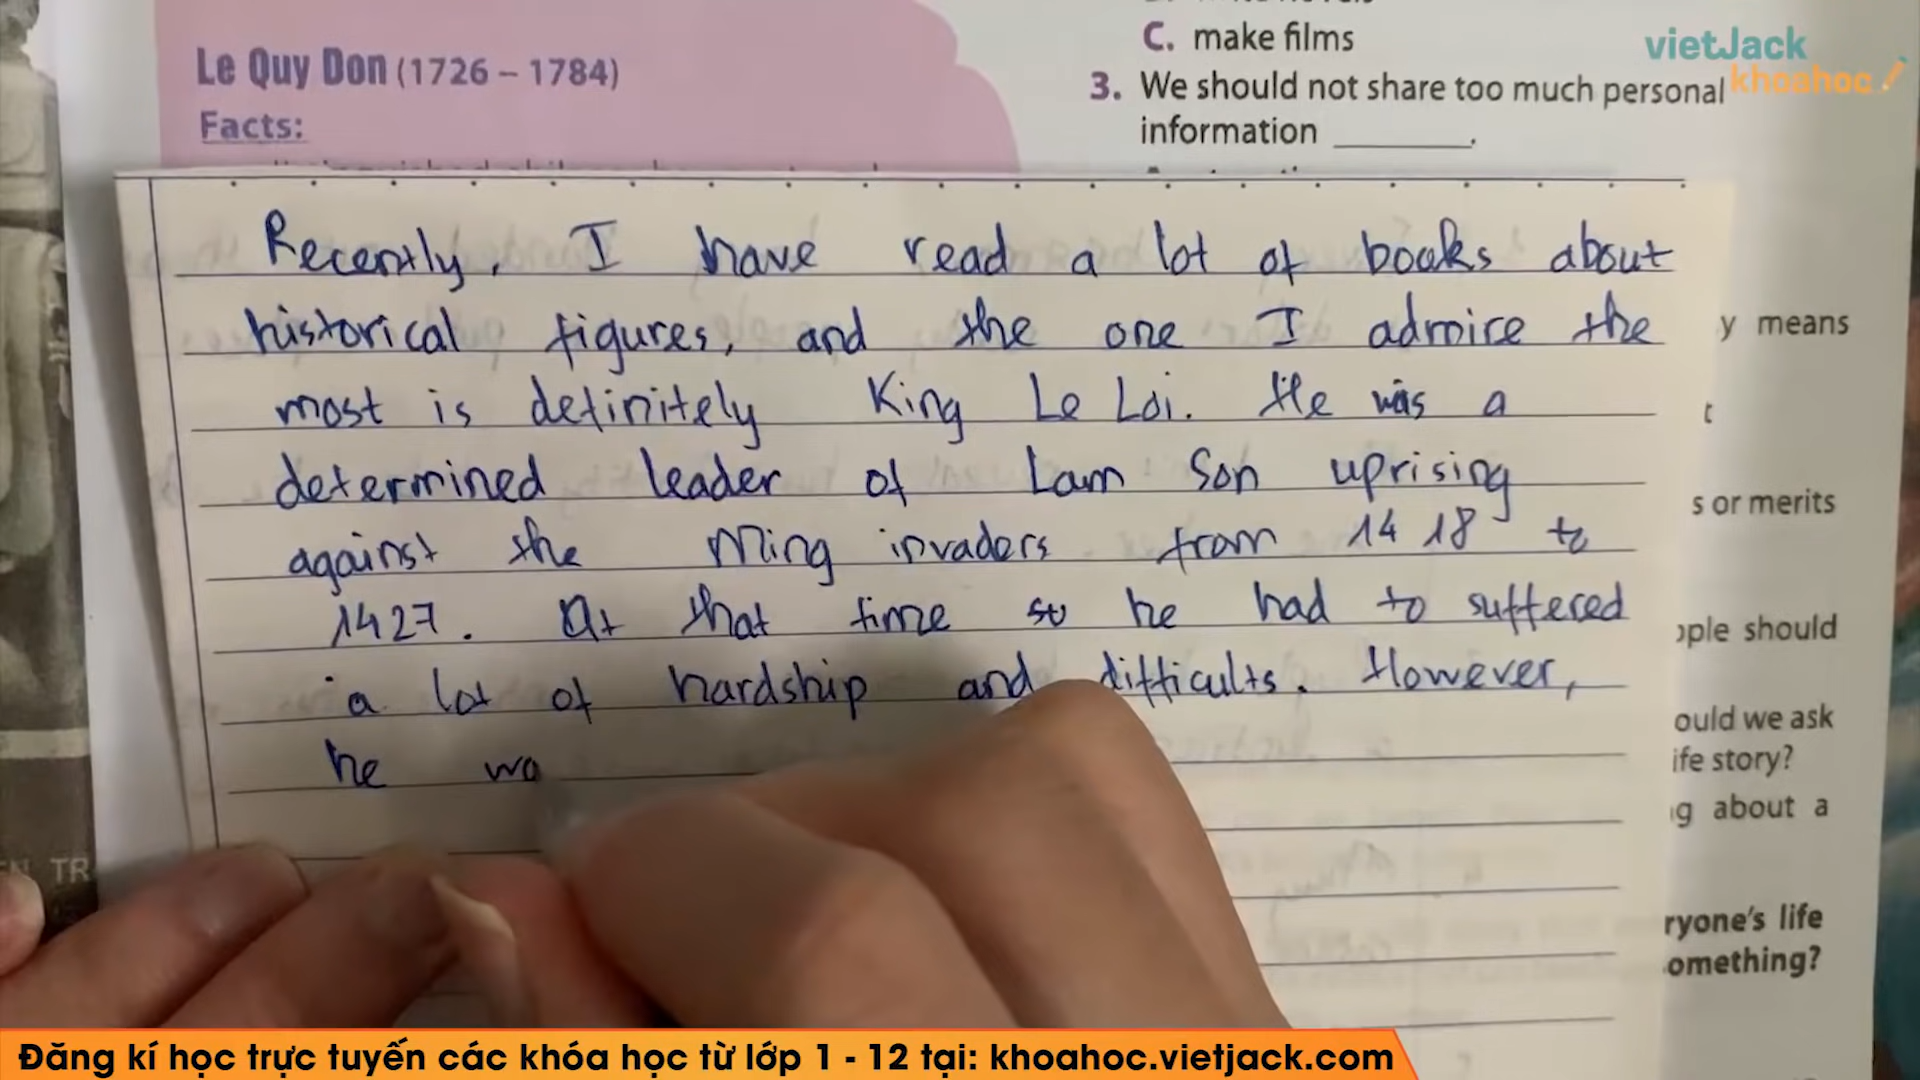 C. make films
vietJack
khoahoc
Le Quy Don (1726 – 1784)
3. We should not share too much personal
information ________.
Facts:
Recently, I have read a lot of books about
historical figures, and the one I admire the
most is definitely King Le Loi. He was a
determined leader of Lam Son uprising
against the Ming invaders from 1418 to
1427. At that time so he had to suffered
a lot of hardship and difficults. However,
he wa
y means
t
s or merits
ople should
ould we ask
ife story?
g about a
ryone's life
omething?
TR
Đăng kí học trực tuyến các khóa học từ lớp 1 - 12 tại: khoahoc.vietjack.com